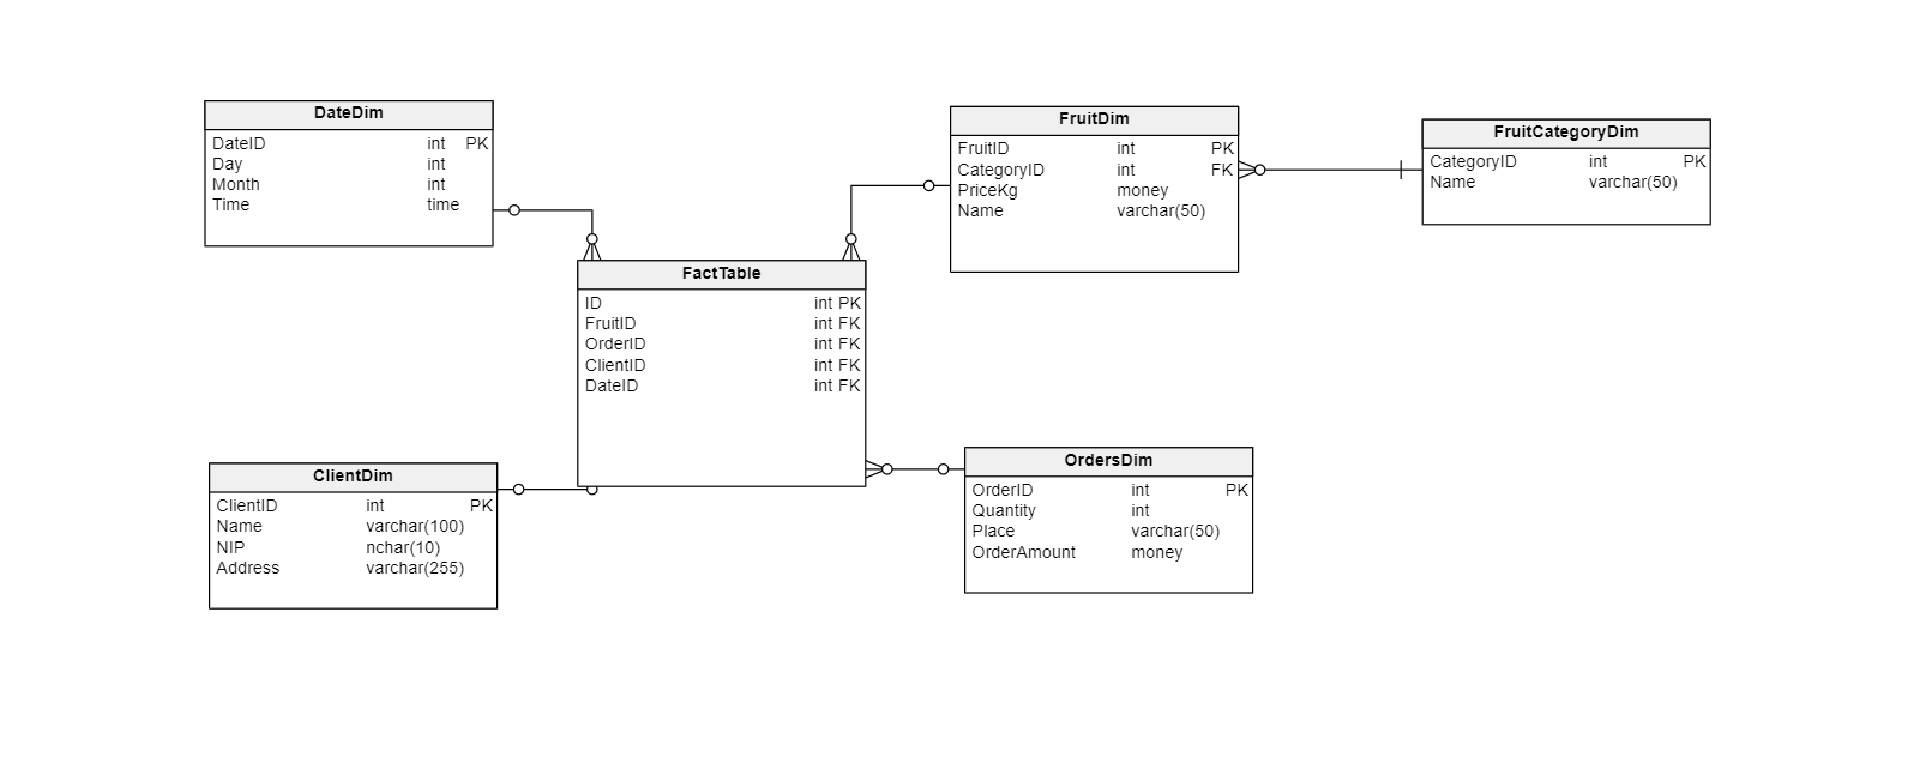 DateDim
DateID int PK
Day int
Month int
Time time
FruitDim
FruitID int PK
CategoryID int FK
PriceKg money
Name varchar(50)
FruitCategoryDim
CategoryID int PK
Name varchar(50)
FactTable
ID int PK
FruitID int FK
OrderID int FK
ClientID int FK
DateID int FK
ClientDim
ClientID int PK
Name varchar(100)
NIP nchar(10)
Address varchar(255)
OrdersDim
OrderID int PK
Quantity int
Place varchar(50)
OrderAmount money